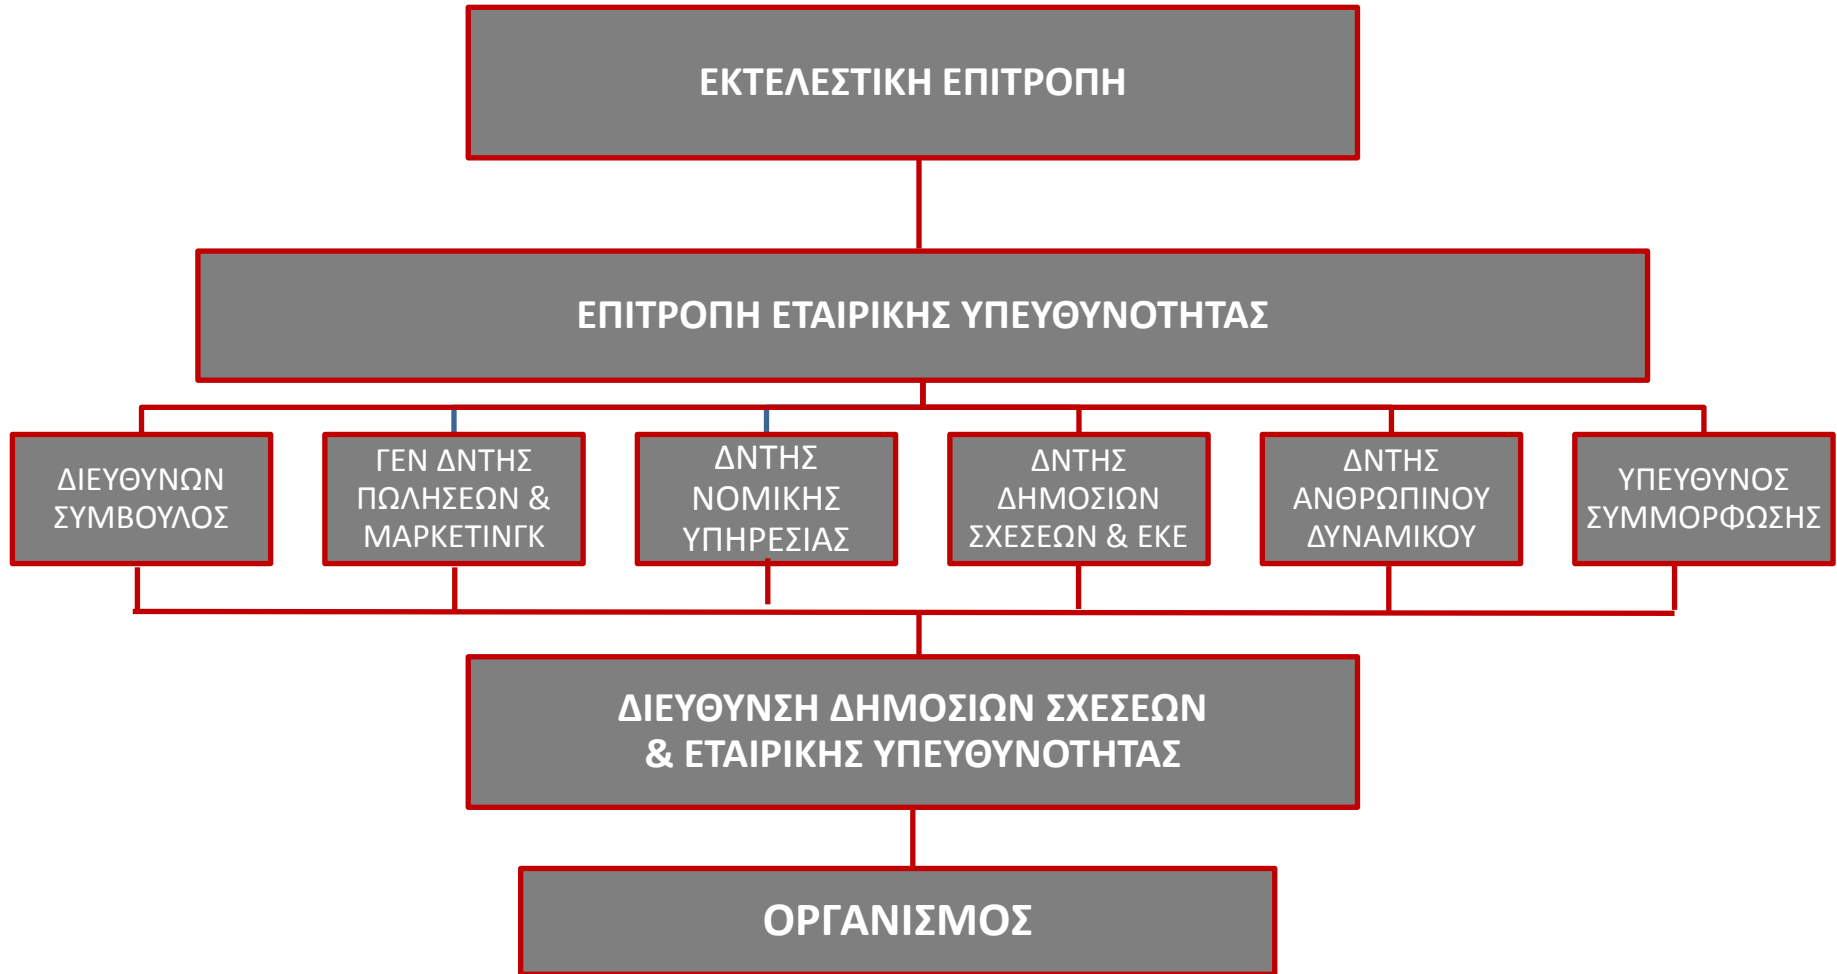 ΕΚΤΕΛΕΣΤΙΚΗ ΕΠΙΤΡΟΠΗ
ΕΠΙΤΡΟΠΗ ΕΤΑΙΡΙΚΗΣ ΥΠΕΥΘΥΝΟΤΗΤΑΣ
ΔΙΕΥΘΥΝΩΝ
ΣΥΜΒΟΥΛΟΣ
ΓΕΝ ΔΝΤΗΣ
ΠΩΛΗΣΕΩΝ &
ΜΑΡΚΕΤΙΝΓΚ
ΔΝΤΗΣ
ΝΟΜΙΚΗΣ
ΥΠΗΡΕΣΙΑΣ
ΔΝΤΗΣ
ΔΗΜΟΣΙΩΝ
ΣΧΕΣΕΩΝ & ΕΚΕ
ΔΝΤΗΣ
ΑΝΘΡΩΠΙΝΟΥ
ΔΥΝΑΜΙΚΟΥ
ΥΠΕΥΘΥΝΟΣ
ΣΥΜΜΟΡΦΩΣΗΣ
ΔΙΕΥΘΥΝΣΗ ΔΗΜΟΣΙΩΝ ΣΧΕΣΕΩΝ
& ΕΤΑΙΡΙΚΗΣ ΥΠΕΥΘΥΝΟΤΗΤΑΣ
ΟΡΓΑΝΙΣΜΟΣ